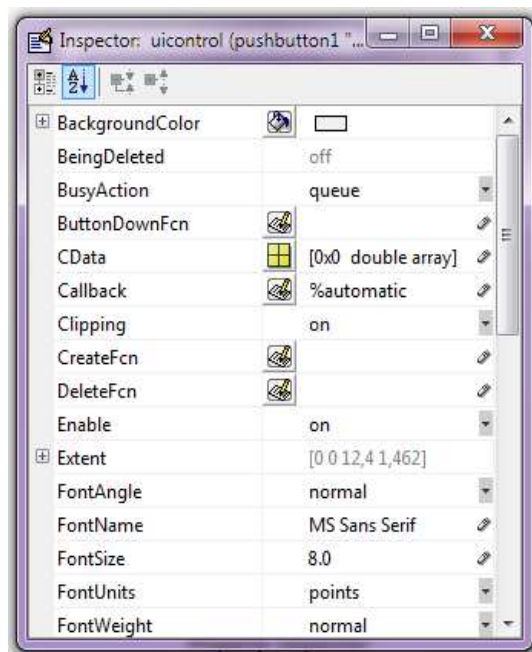 Inspector: uicontrol (pushbutton1 "...
BackgroundColor
BeingDeleted off
BusyAction queue
ButtonDownFcn
CData [0x0 double array]
Callback %automatic
Clipping on
CreateFcn
DeleteFcn
Enable on
Extent [0 0 12,4 1,462]
FontAngle normal
FontName MS Sans Serif
FontSize 8.0
FontUnits points
FontWeight normal